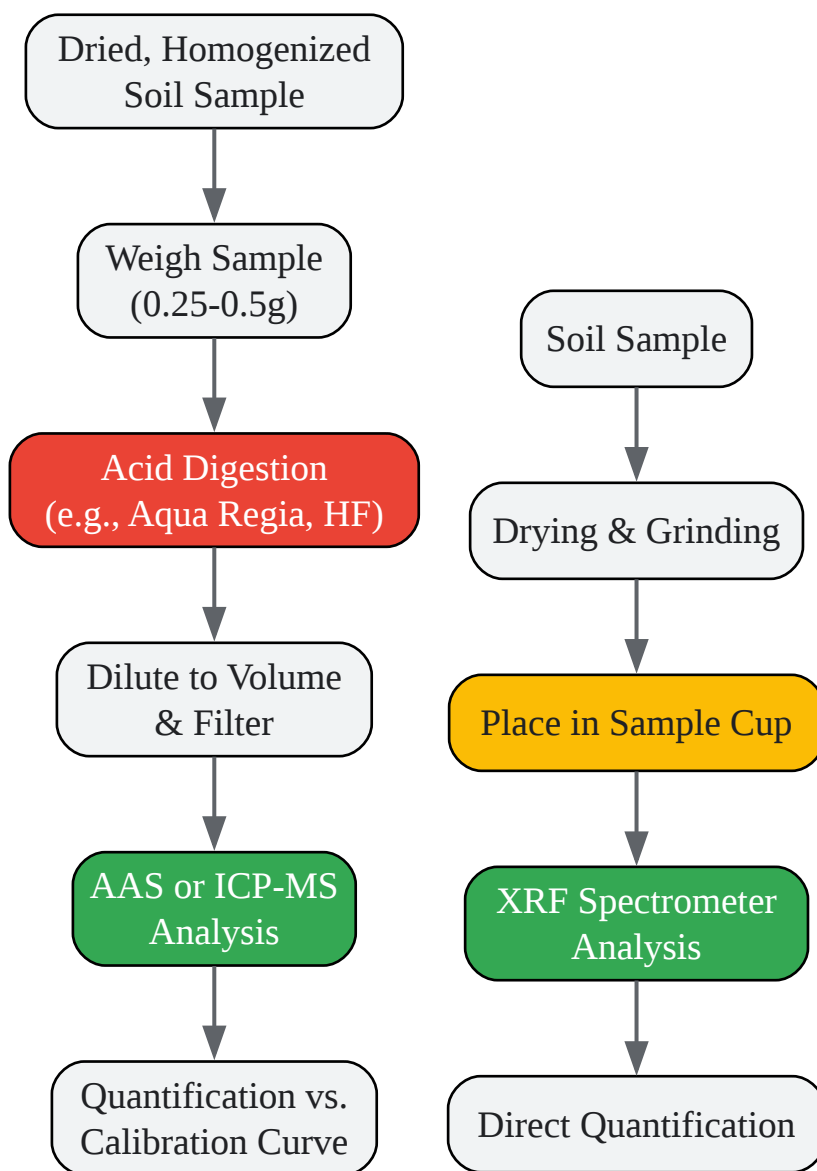 Dried, Homogenized
Soil Sample
Weigh Sample
(0.25-0.5g)
Acid Digestion
(e.g., Aqua Regia, HF)
Dilute to Volume
& Filter
AAS or ICP-MS
Analysis
Quantification vs.
Calibration Curve
Soil Sample
Drying & Grinding
Place in Sample Cup
XRF Spectrometer
Analysis
Direct Quantification